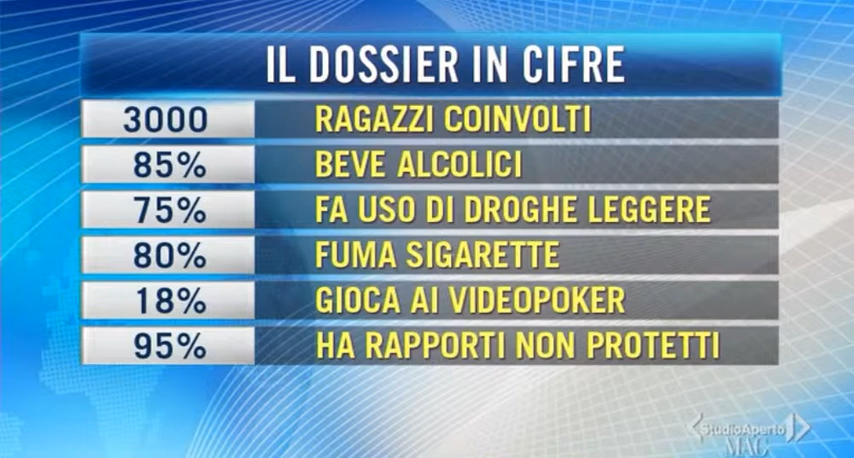 IL DOSSIER IN CIFRE
3000 RAGAZZI COINVOLTI
85% BEVE ALCOLICI
75% FA USO DI DROGHE LEGGERE
80% FUMA SIGARETTE
18% GIOCA AI VIDEOPOKER
95% HA RAPPORTI NON PROTETTI
StudioAperto
MAG